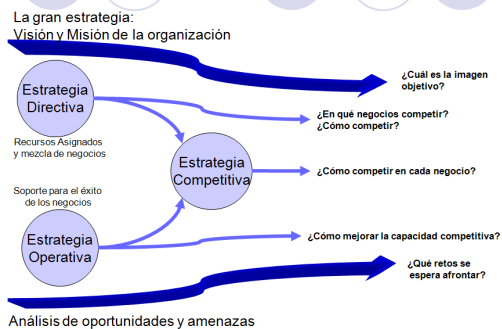 La gran estrategia:
Visión y Misión de la organización
¿Cuál es la imagen
objetivo?
Estrategia
Directiva
¿En qué negocios competir?
¿Cómo competir?
Recursos Asignados
y mezcla de negocios
Estrategia
Competitiva
¿Cómo competir en cada negocio?
Soporte para el éxito
de los negocios
Estrategia
Operativa
¿Cómo mejorar la capacidad competitiva?
¿Qué retos se
espera afrontar?
Análisis de oportunidades y amenazas